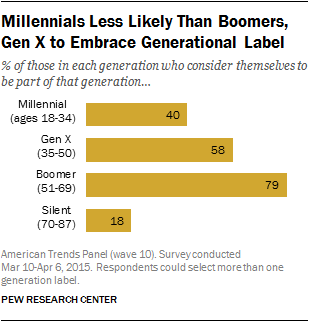 Millennials Less Likely Than Boomers,
Gen X to Embrace Generational Label
% of those in each generation who consider themselves to
be part of that generation...
Millennial
(ages 18-34)
40
Gen X
(35-50)
58
Boomer
(51-69)
79
Silent
(70-87)
18
American Trends Panel (wave 10). Survey conducted
Mar 10-Apr 6, 2015. Respondents could select more than one
generation label.
PEW RESEARCH CENTER